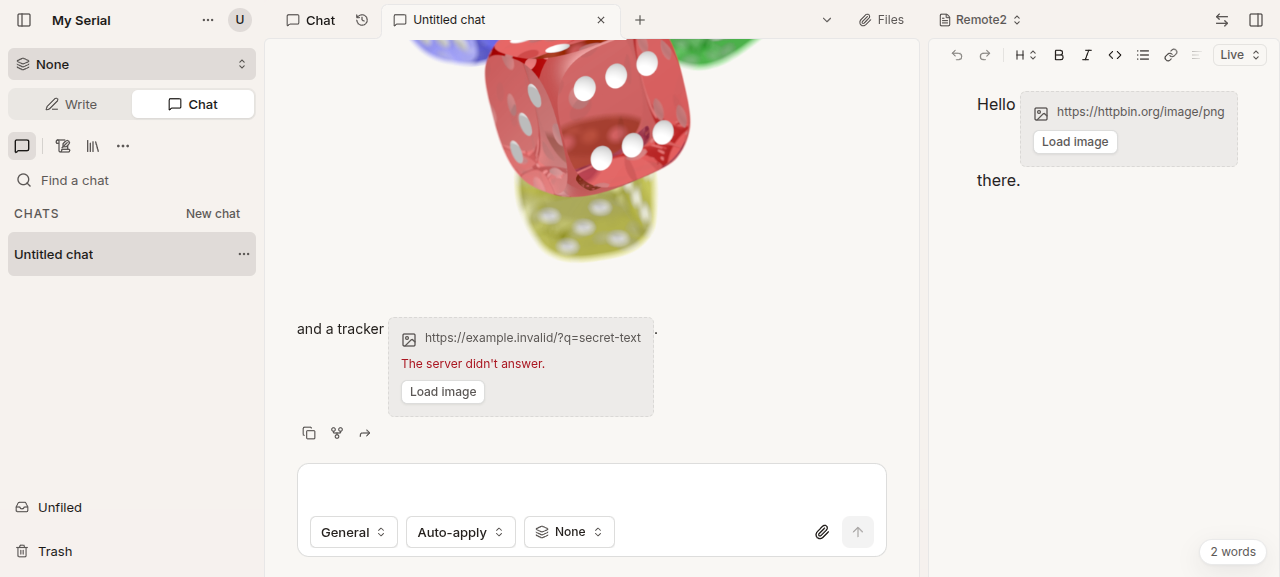 My Serial
U
None
Write
Chat
Find a chat
CHATS
New chat
Untitled chat
Unfiled
Trash
Chat
Untitled chat
Files
and a tracker
https://example.invalid/?q=secret-text
.
The server didn't answer.
Load image
General
Auto-apply
None
Remote2
H
B
I
Live
Hello
https://httpbin.org/image/png
Load image
there.
2 words